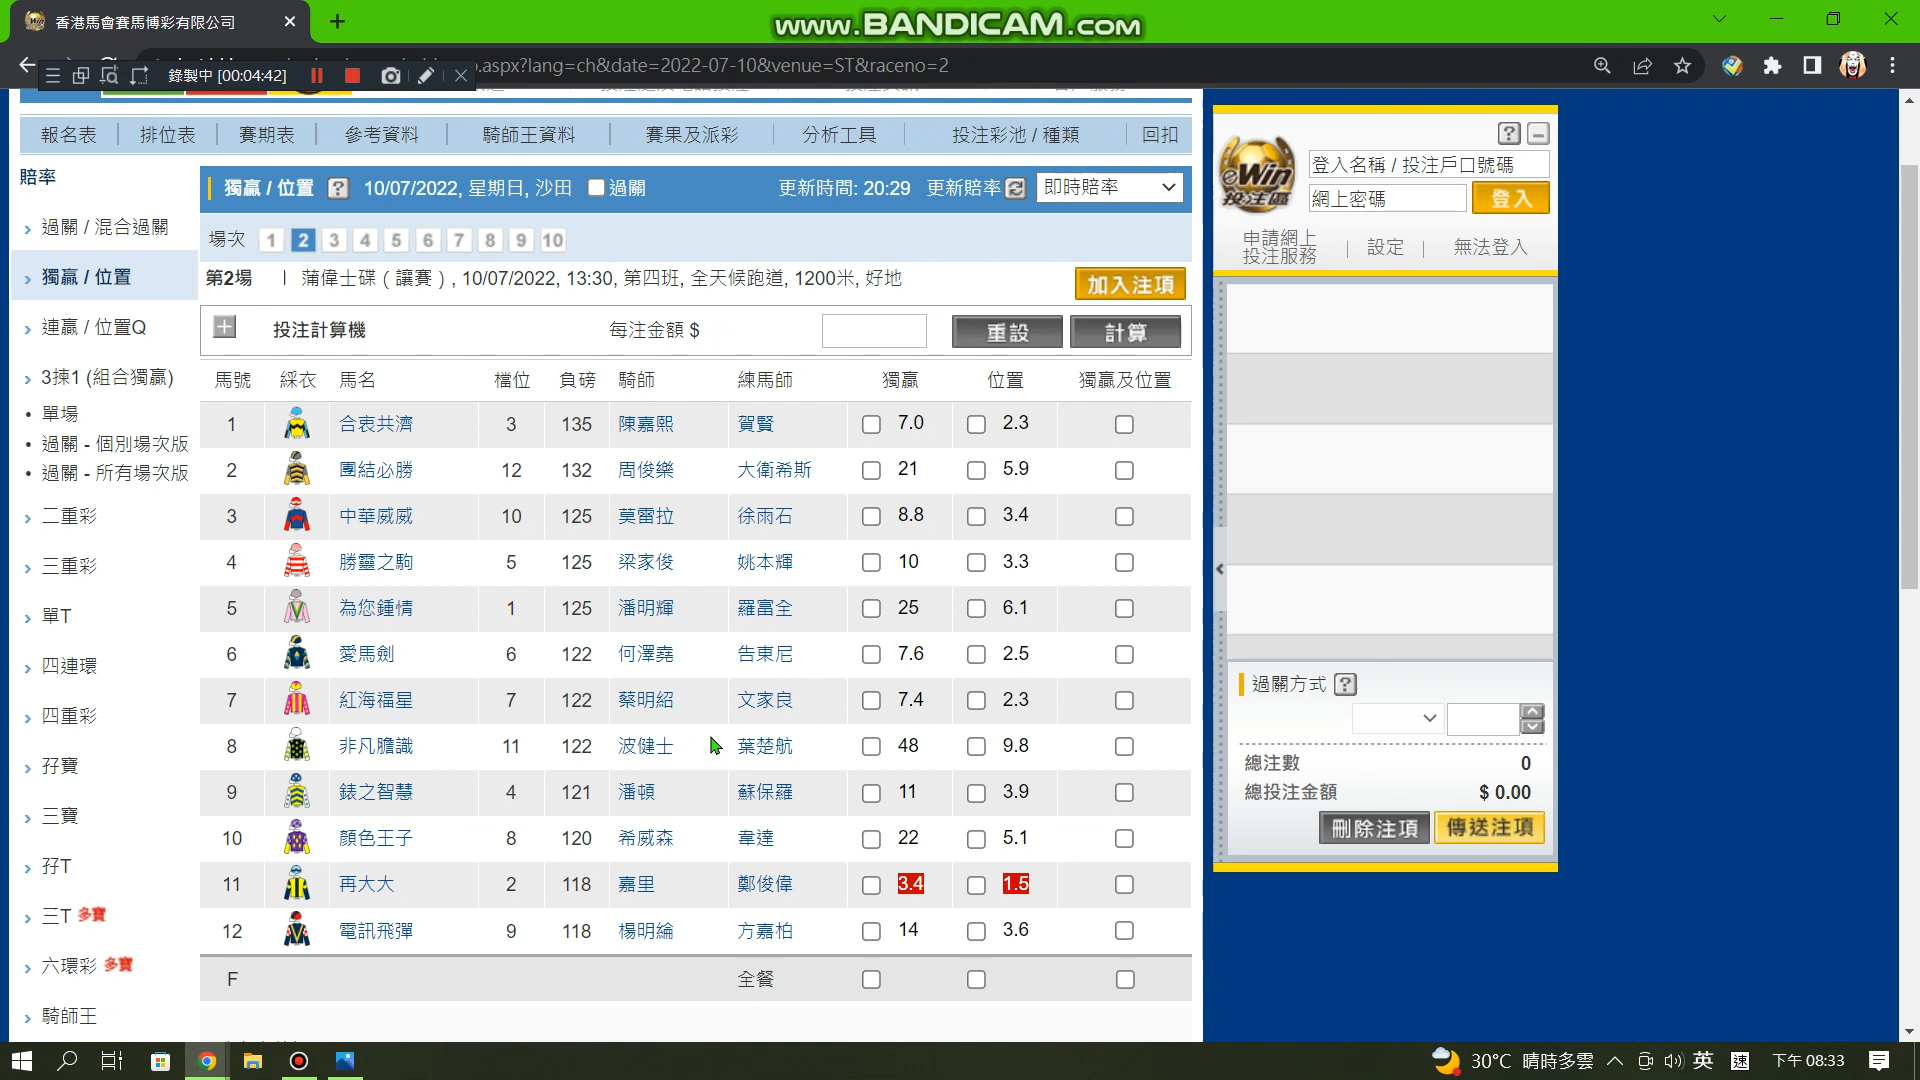 香港馬會賽馬博彩有限公司
www.BANDICAM.com
錄製中 [00:04:42]
.aspx?lang=ch&date=2022-07-10&venue=ST&raceno=2
報名表 排位表 賽期表 參考資料 騎師王資料 賽果及派彩 分析工具 投注彩池 / 種類 回扣
賠率
過關 / 混合過關
獨贏 / 位置
連贏 / 位置Q
3揀1 (組合獨贏)
單場
過關 - 個別場次版
過關 - 所有場次版
二重彩
三重彩
單T
四連環
四重彩
孖寶
三寶
孖T
三T 多寶
六環彩 多寶
騎師王
獨贏 / 位置 ? 10/07/2022, 星期日, 沙田 過關 更新時間: 20:29 更新賠率 即時賠率
場次 1 2 3 4 5 6 7 8 9 10
第2場 | 蒲偉士碟 ( 讓賽 ) , 10/07/2022, 13:30, 第四班, 全天候跑道, 1200米, 好地 加入注項
投注計算機 每注金額 $ 重設 計算
馬號 綵衣 馬名 檔位 負磅 騎師 練馬師 獨贏 位置 獨贏及位置
1 合衷共濟 3 135 陳嘉熙 賀賢 7.0 2.3
2 團結必勝 12 132 周俊樂 大衛希斯 21 5.9
3 中華威威 10 125 莫雷拉 徐雨石 8.8 3.4
4 勝靈之駒 5 125 梁家俊 姚本輝 10 3.3
5 為您鍾情 1 125 潘明輝 羅富全 25 6.1
6 愛馬劍 6 122 何澤堯 告東尼 7.6 2.5
7 紅海福星 7 122 蔡明紹 文家良 7.4 2.3
8 非凡膽識 11 122 波健士 葉楚航 48 9.8
9 錶之智慧 4 121 潘頓 蘇保羅 11 3.9
10 顏色王子 8 120 希威森 韋達 22 5.1
11 再大大 2 118 嘉里 鄭俊偉 3.4 1.5
12 電訊飛彈 9 118 楊明綸 方嘉柏 14 3.6
F 全餐
eWin
投注區
登入名稱 / 投注戶口號碼
網上密碼 登入
申請網上
投注服務 | 設定 | 無法登入
過關方式 ?
總注數 0
總投注金額 $ 0.00
刪除注項 傳送注項
30°C 晴時多雲 英 速 下午 08:33